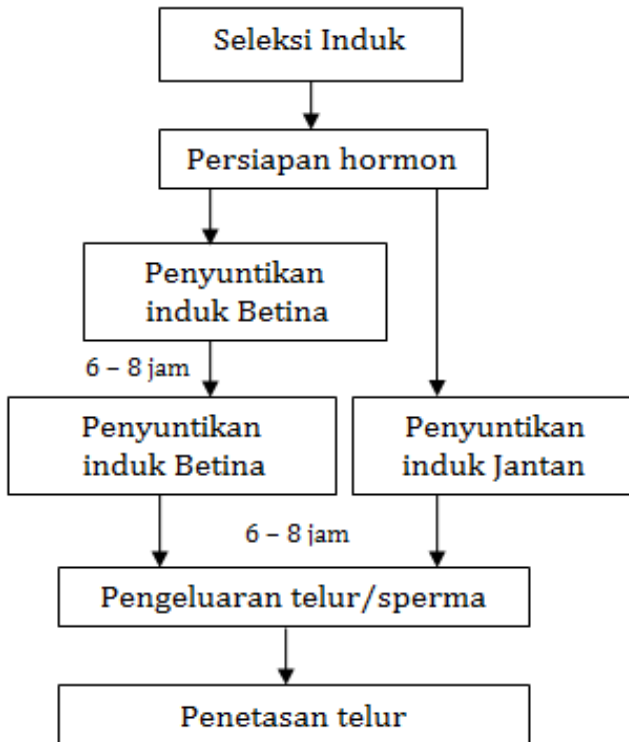 Seleksi Induk
Persiapan hormon
Penyuntikan
induk Betina
6 – 8 jam
Penyuntikan
induk Betina
Penyuntikan
induk Jantan
6 – 8 jam
Pengeluaran telur/sperma
Penetasan telur